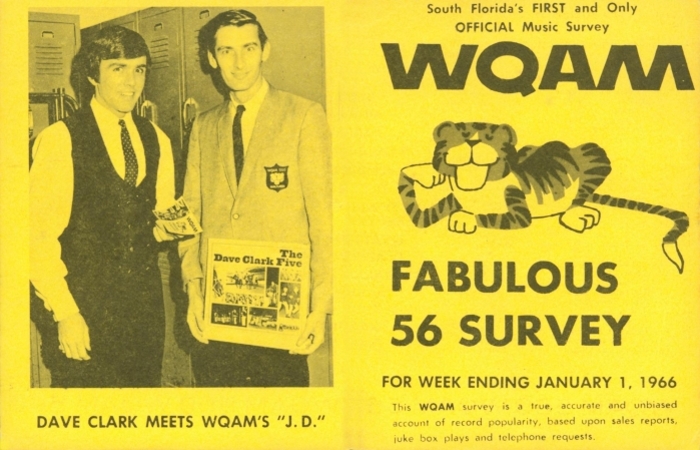 The
Dave Clark Five
DAVE CLARK MEETS WQAM'S "J.D."
South Florida's FIRST and Only
OFFICIAL Music Survey
WQAM
FABULOUS
56 SURVEY
FOR WEEK ENDING JANUARY 1, 1966
This WQAM survey is a true, accurate and unbiased
account of record popularity, based upon sales reports,
juke box plays and telephone requests.